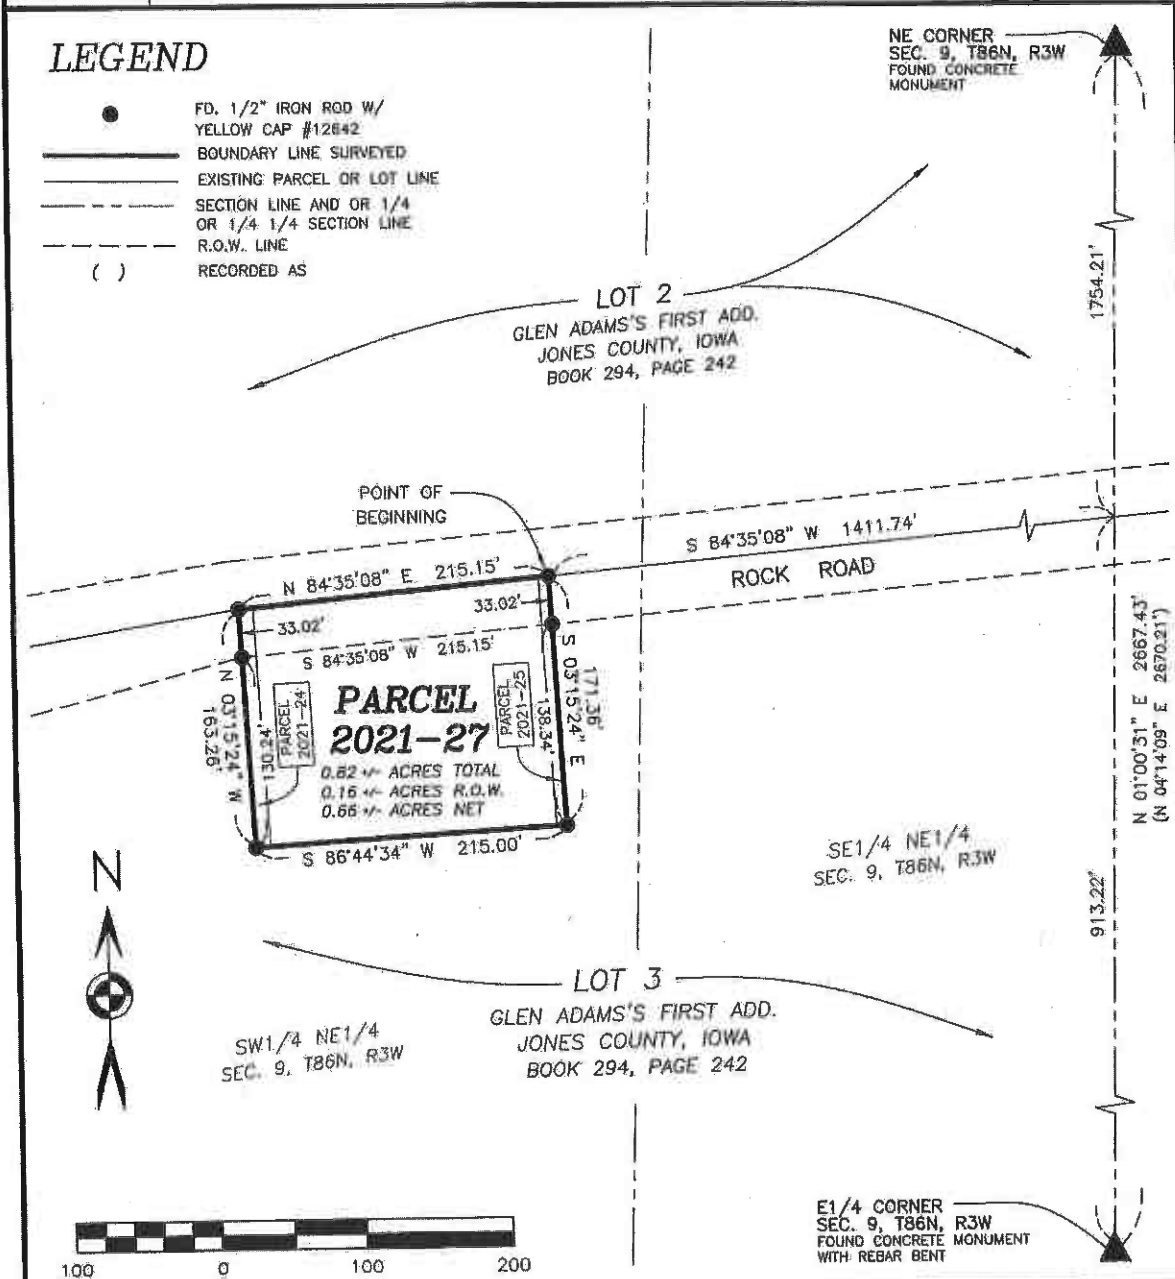 LEGEND
FD. 1/2" IRON ROD W/
YELLOW CAP #12642
BOUNDARY LINE SURVEYED
EXISTING PARCEL OR LOT LINE
SECTION LINE AND OR 1/4
OR 1/4 1/4 SECTION LINE
R.O.W. LINE
( ) RECORDED AS
NE CORNER
SEC. 9, T86N, R3W
FOUND CONCRETE
MONUMENT
1754.21'
LOT 2
GLEN ADAMS'S FIRST ADD.
JONES COUNTY, IOWA
BOOK 294, PAGE 242
POINT OF
BEGINNING
S 84°35'08" W 1411.74'
ROCK ROAD
N 84°35'08" E 215.15'
33.02'
33.02'
S 84°35'08" W 215.15'
N 03°15'24" W
163.26'
130.24'
PARCEL
2021-24
PARCEL
2021-27
0.82 +/- ACRES TOTAL
0.16 +/- ACRES R.O.W.
0.66 +/- ACRES NET
PARCEL
2021-25
138.34'
S 03°15'24" E
171.36'
S 86°44'34" W 215.00'
N 01°00'31" E 2667.43'
(N 04°14'09" E 2670.21')
SE1/4 NE1/4
SEC. 9, T86N, R3W
913.22'
N
LOT 3
GLEN ADAMS'S FIRST ADD.
JONES COUNTY, IOWA
BOOK 294, PAGE 242
SW1/4 NE1/4
SEC. 9, T86N, R3W
E1/4 CORNER
SEC. 9, T86N, R3W
FOUND CONCRETE MONUMENT
WITH REBAR BENT
100 0 100 200